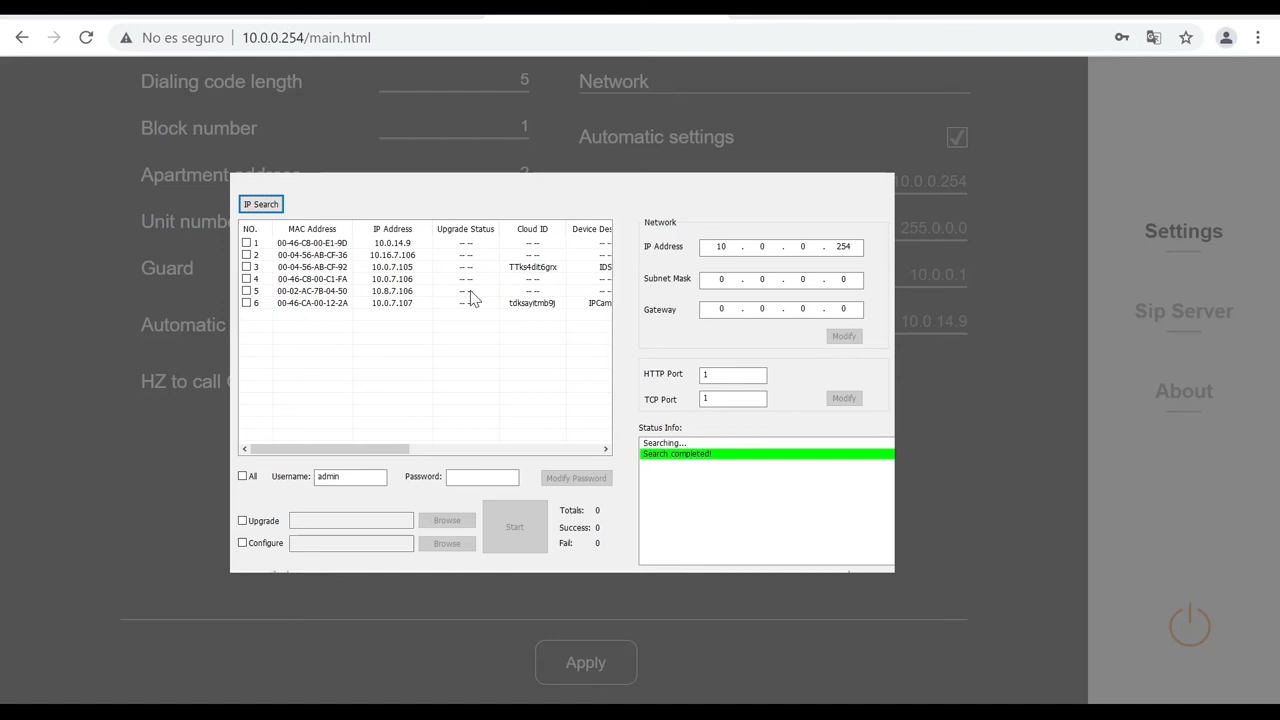 No es seguro 10.0.0.254/main.html
Dialing code length 5
Network
Block number 1
Automatic settings
Apartment address 2
10.0.0.254
Unit numbe
255.0.0.0
Guard
10.0.0.1
Automatic
10.0.14.9
HZ to call
Settings
Sip Server
About
Apply
IP Search
NO. MAC Address IP Address Upgrade Status Cloud ID Device Des
1 00-46-C8-00-E1-9D 10.0.14.9 -- --  -- --
2 00-04-56-AB-CF-36 10.16.7.106 -- -- -- --
3 00-04-56-AB-CF-92 10.0.7.105 -- -- TTks4dit6grx IDS
4 00-46-C8-00-C1-FA 10.0.7.106 -- -- -- --
5 00-02-AC-7B-04-50 10.8.7.106 -- -- -- --
6 00-46-CA-00-12-2A 10.0.7.107 -- -- tdksayitmb9j IPCam
All Username: admin Password: Modify Password
Upgrade Browse Start
Configure Browse
Totals: 0
Success: 0
Fail: 0
Network
IP Address 10 . 0 . 0 . 254
Subnet Mask 0 . 0 . 0 . 0
Gateway 0 . 0 . 0 . 0
Modify
HTTP Port 1
TCP Port 1 Modify
Status Info:
Searching...
Search completed!